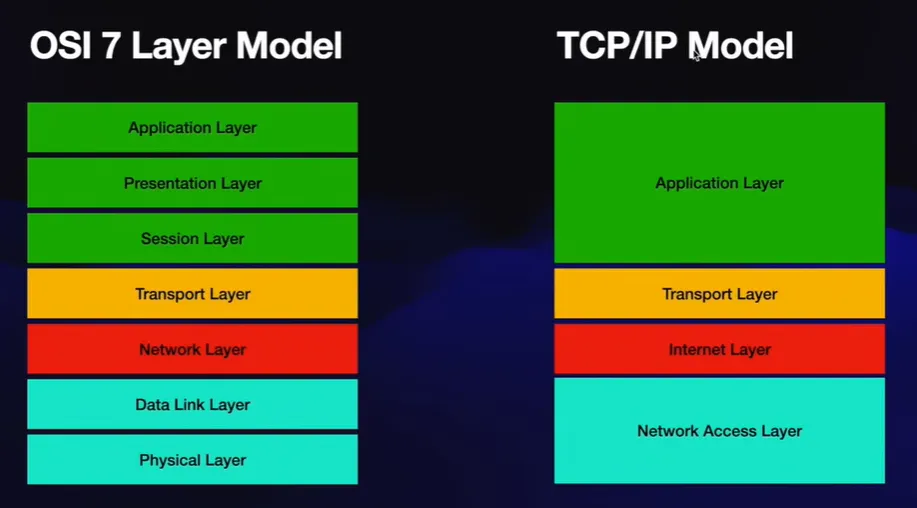 OSI 7 Layer Model
Application Layer
Presentation Layer
Session Layer
Transport Layer
Network Layer
Data Link Layer
Physical Layer
TCP/IP Model
Application Layer
Transport Layer
Internet Layer
Network Access Layer